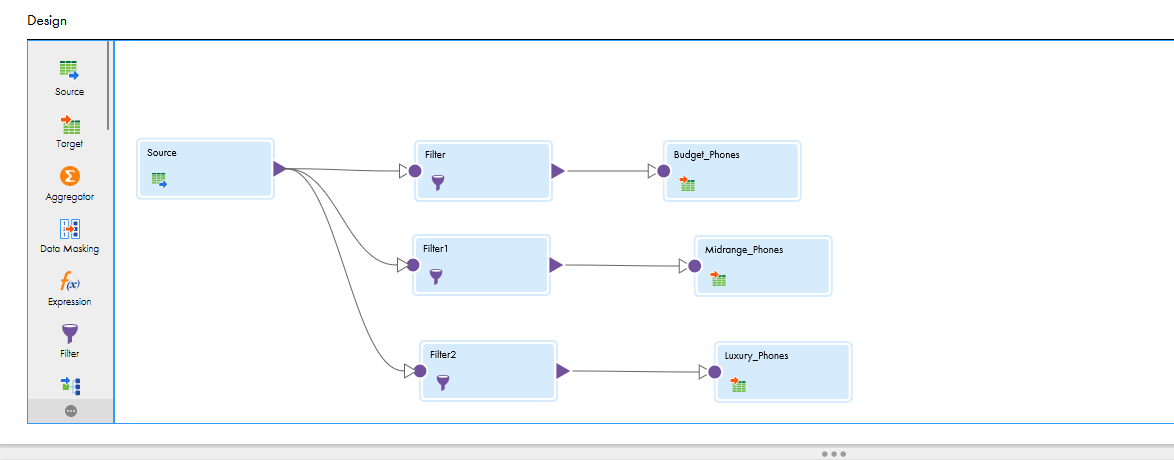 Design
Source
Target
Aggregator
Data Masking
Expression
Filter
Source
Filter
Budget_Phones
Filter1
Midrange_Phones
Filter2
Luxury_Phones